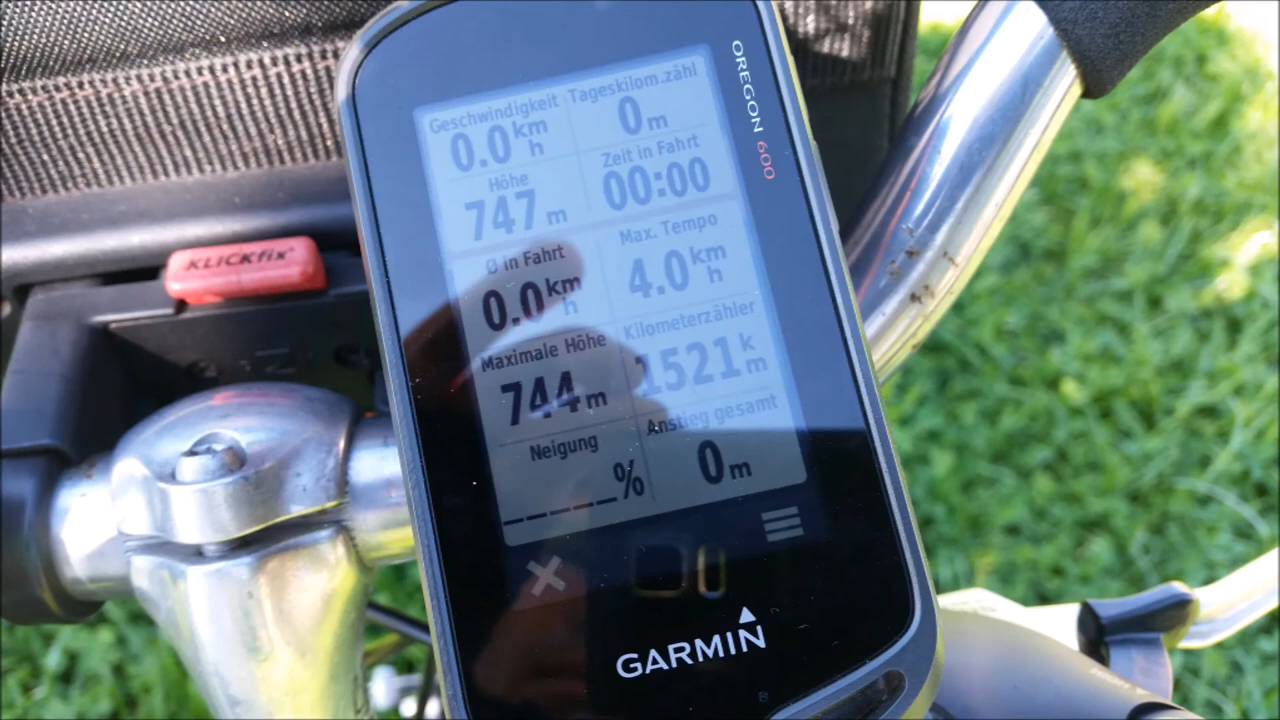 Geschwindigkeit
0.0 km h
Tageskilom.zähl
0 m
Höhe
747 m
Zeit in Fahrt
00:00
Ø in Fahrt
0.0 km h
Max. Tempo
4.0 km h
Maximale Höhe
744 m
Kilometerzähler
1521 k m
Neigung
_____%
Anstieg gesamt
0 m
OREGON 600
GARMIN
KLICKfix